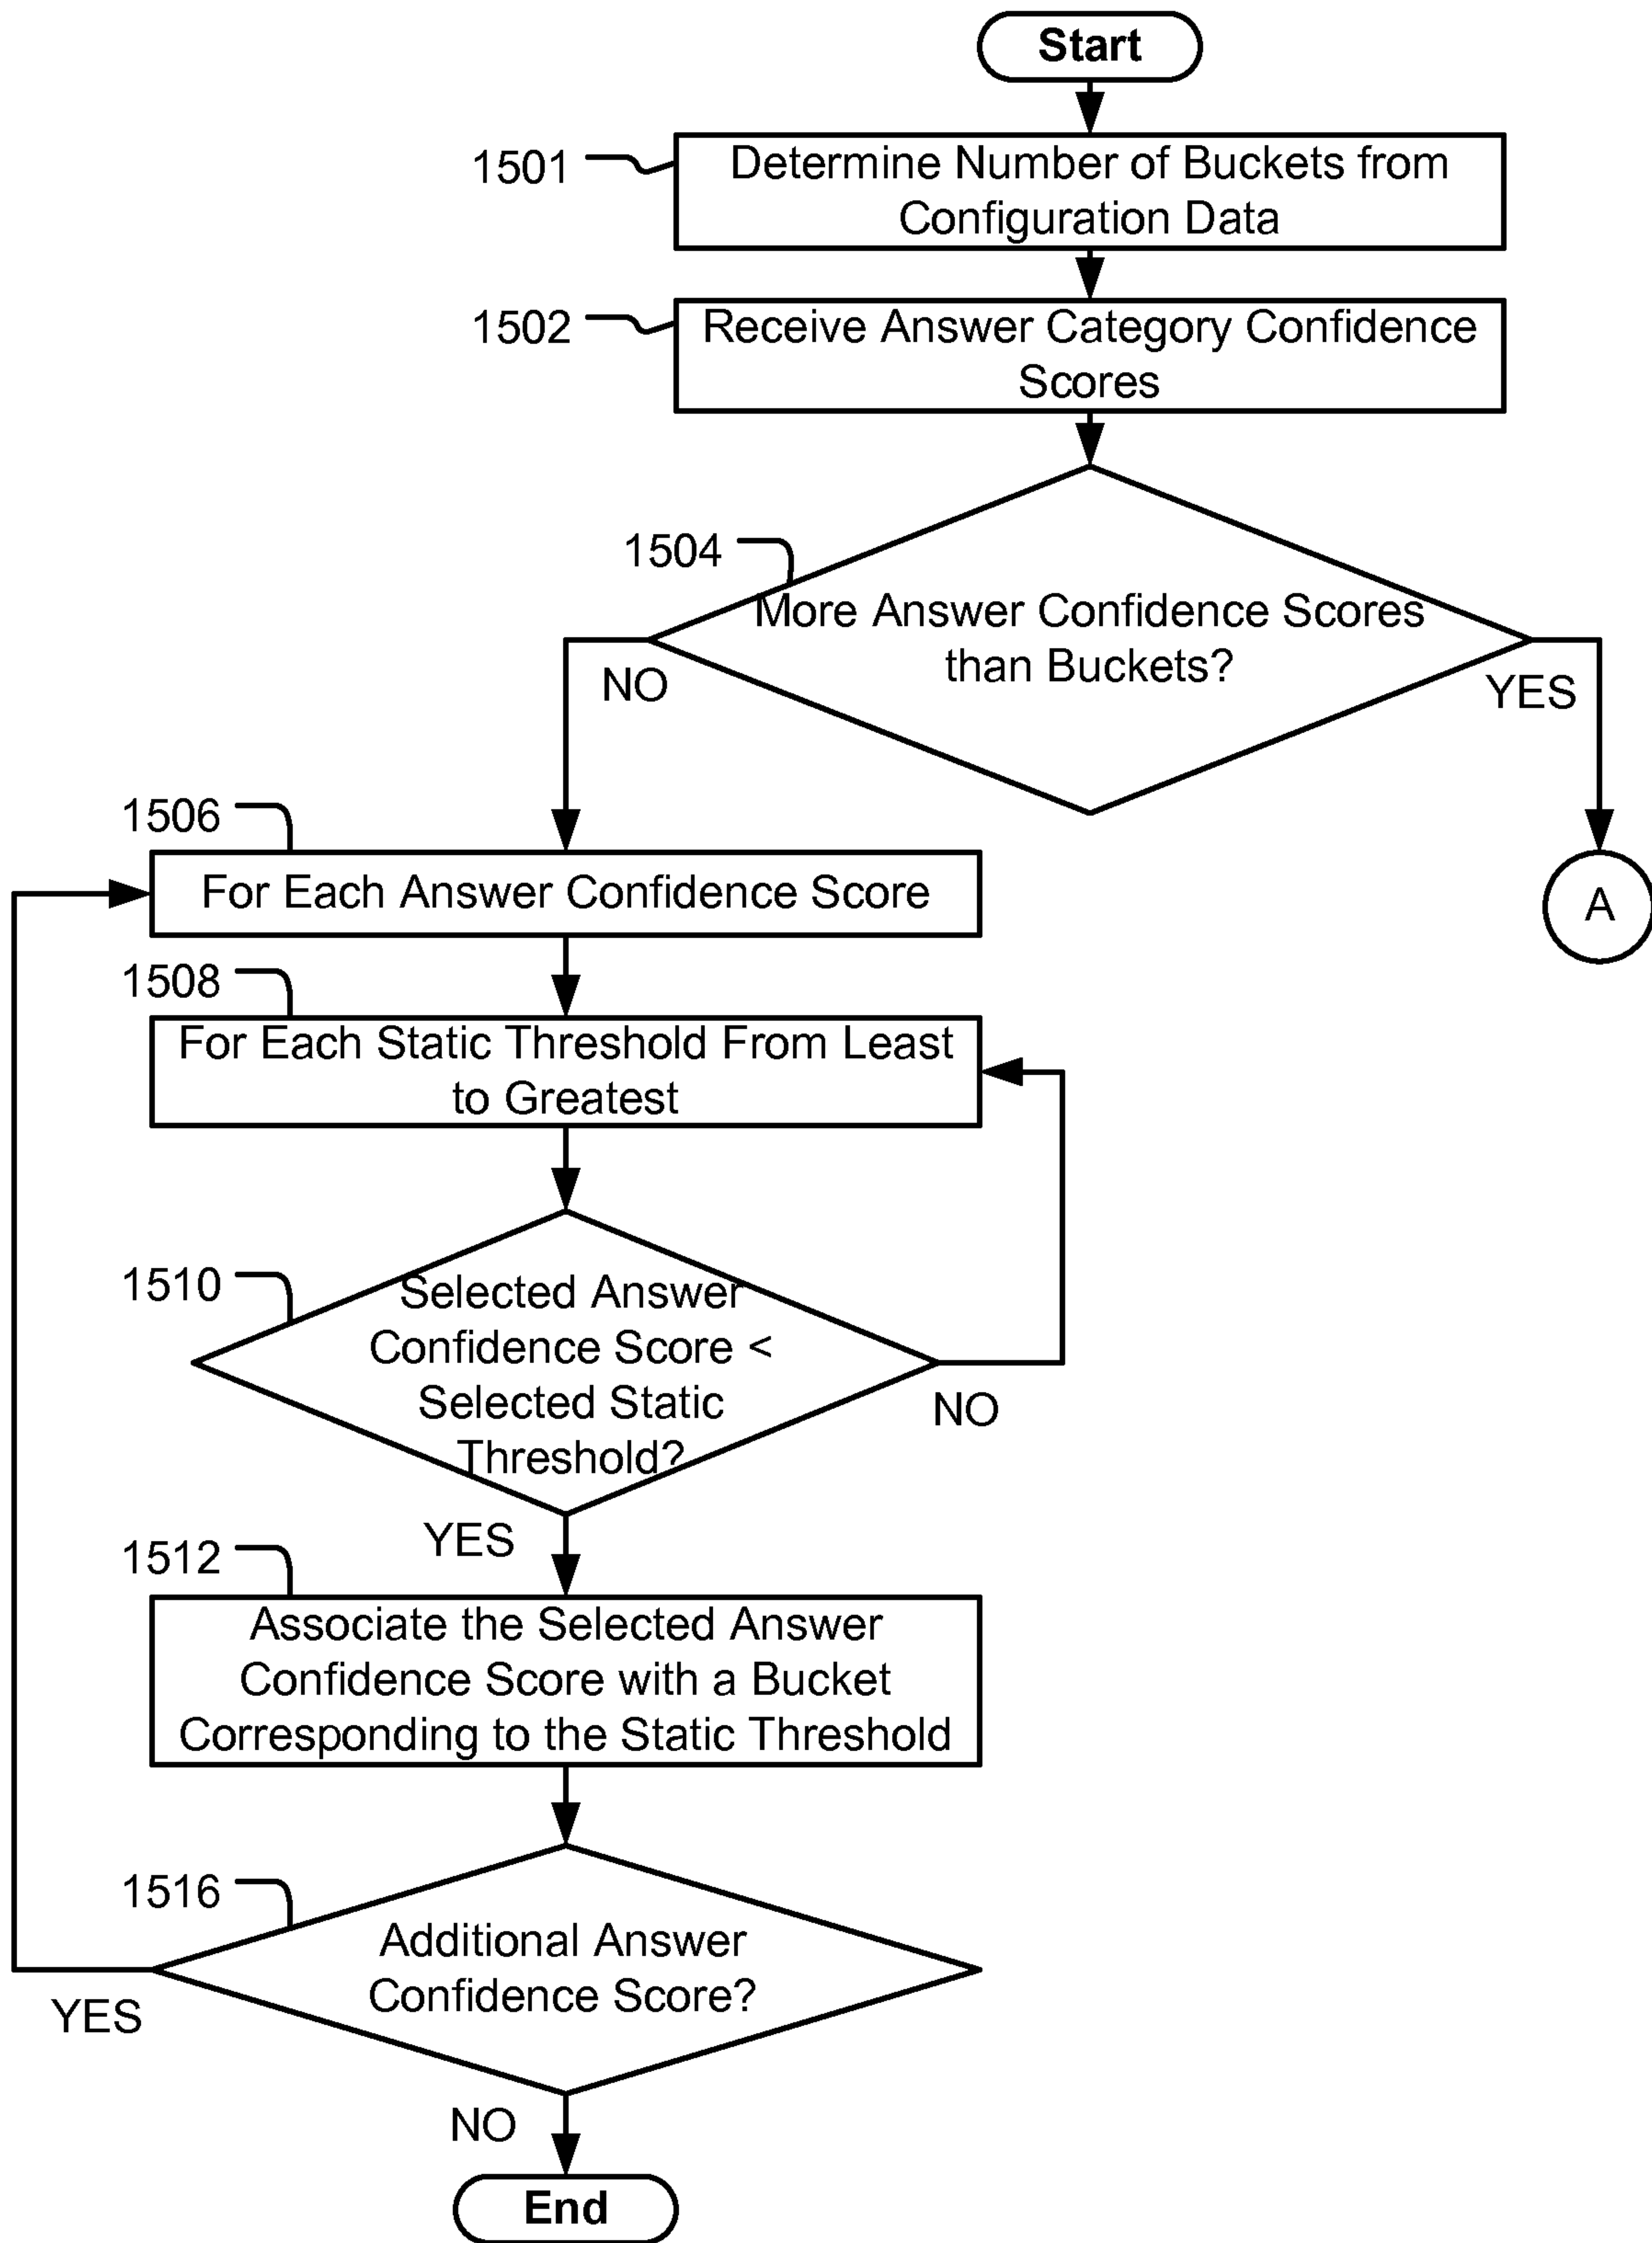 Start
1501
Determine Number of Buckets from
Configuration Data
1502
Receive Answer Category Confidence
Scores
1504
More Answer Confidence Scores
than Buckets?
NO
YES
1506
For Each Answer Confidence Score
A
1508
For Each Static Threshold From Least
to Greatest
1510
Selected Answer
Confidence Score <
Selected Static
Threshold?
NO
YES
1512
Associate the Selected Answer
Confidence Score with a Bucket
Corresponding to the Static Threshold
1516
Additional Answer
Confidence Score?
YES
NO
End